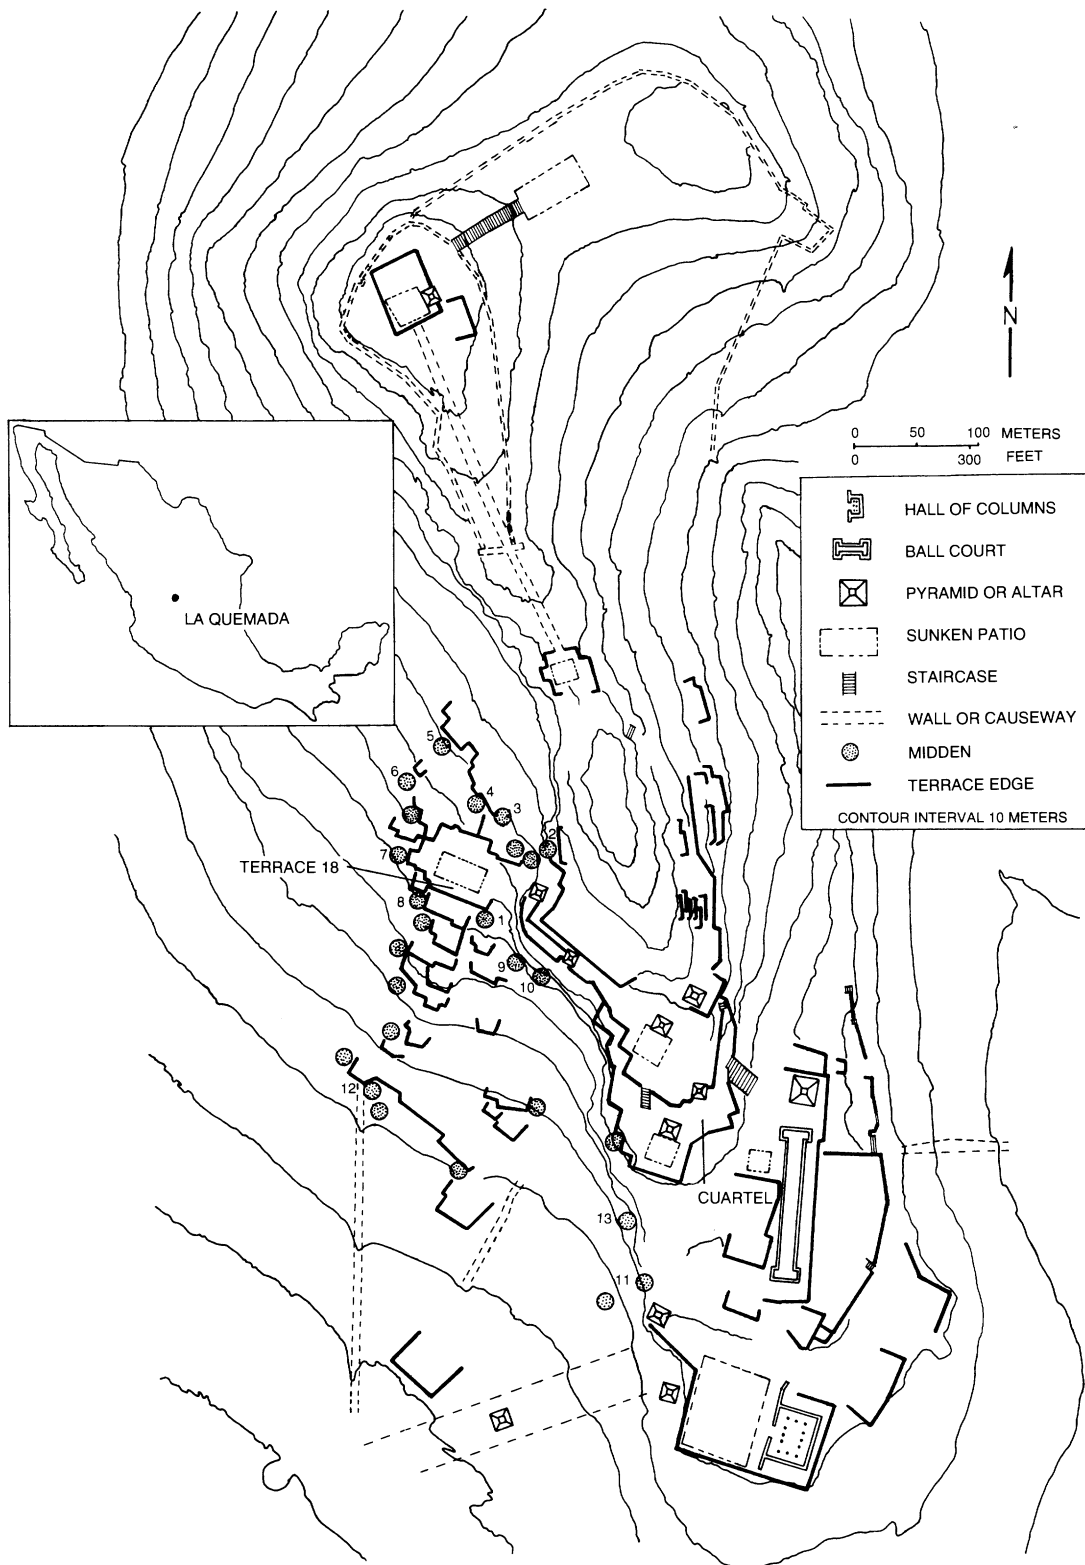 N
0 50 100 METERS
0 300 FEET
HALL OF COLUMNS
BALL COURT
PYRAMID OR ALTAR
SUNKEN PATIO
STAIRCASE
WALL OR CAUSEWAY
MIDDEN
TERRACE EDGE
CONTOUR INTERVAL 10 METERS
LA QUEMADA
5
6
4
3
2
7
TERRACE 18
8
1
9
10
12
CUARTEL
13
11